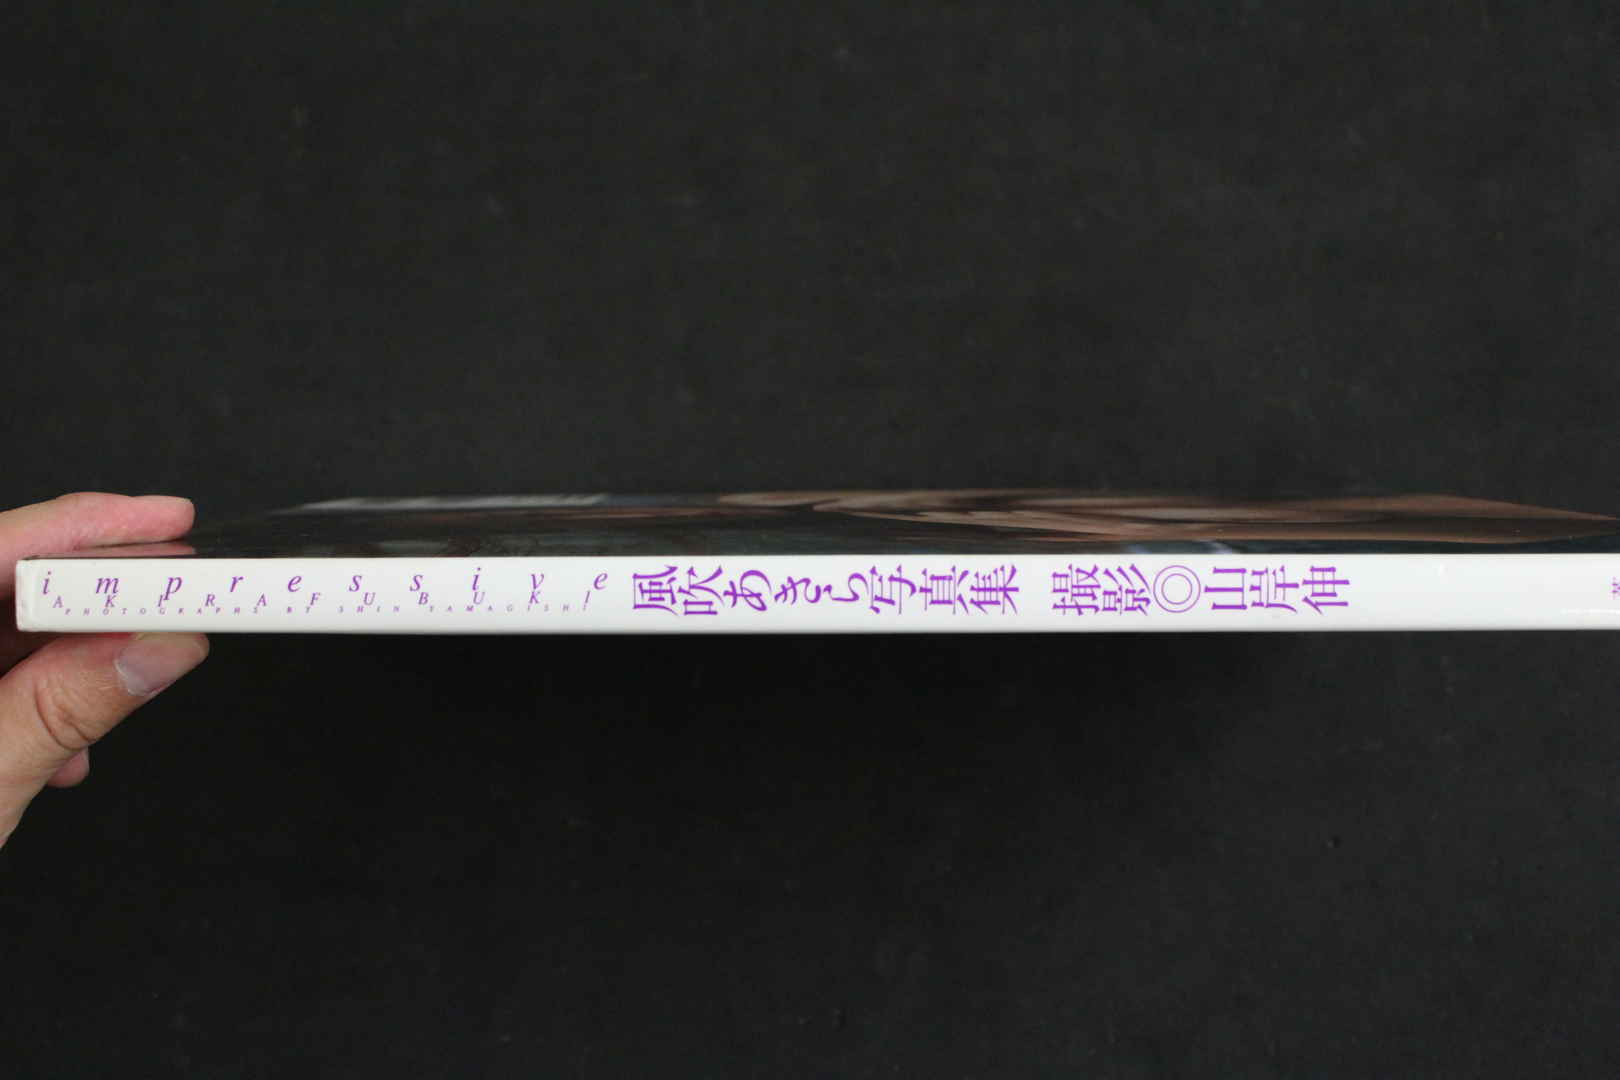 impressive
AKIRA FUBUKI
PHOTOGRAPHS BY SHIN YAMAGISHI
風吹あきら写真集 撮影◎山岸伸